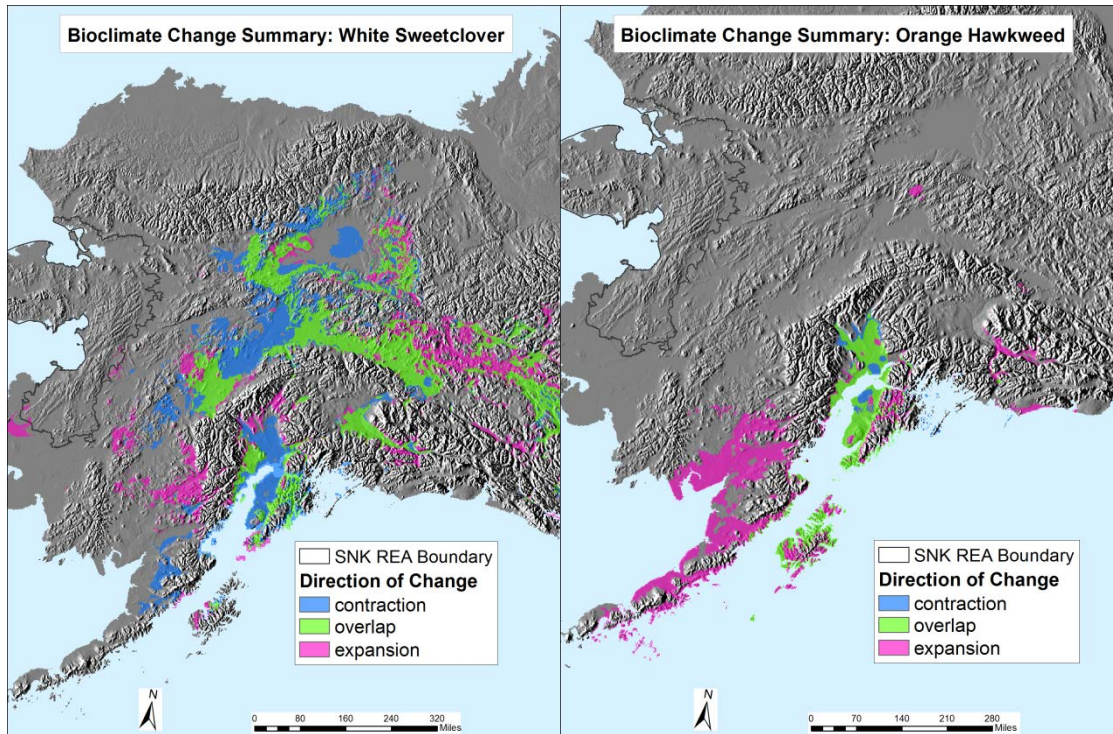 Bioclimate Change Summary: White Sweetclover
SNK REA Boundary
Direction of Change
contraction
overlap
expansion
N
0 80 160 240 320
Miles
Bioclimate Change Summary: Orange Hawkweed
SNK REA Boundary
Direction of Change
contraction
overlap
expansion
N
0 70 140 210 280
Miles